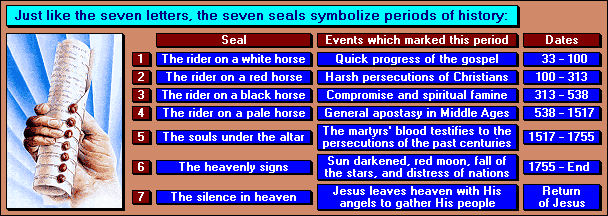 Just like the seven letters, the seven seals symbolize periods of history:
Seal Events which marked this period Dates
1 The rider on a white horse Quick progress of the gospel 33 – 100
2 The rider on a red horse Harsh persecutions of Christians 100 – 313
3 The rider on a black horse Compromise and spiritual famine 313 – 538
4 The rider on a pale horse General apostasy in Middle Ages 538 – 1517
5 The souls under the altar The martyrs' blood testifies to the
persecutions of the past centuries 1517 – 1755
6 The heavenly signs Sun darkened, red moon, fall of
the stars, and distress of nations 1755 – End
7 The silence in heaven Jesus leaves heaven with His
angels to gather His people Return
of Jesus